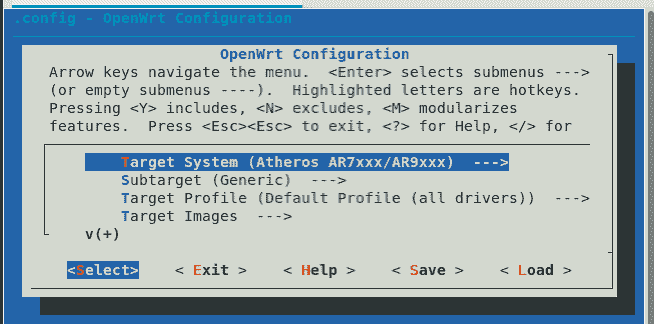 .config - OpenWrt Configuration
OpenWrt Configuration
Arrow keys navigate the menu.  <Enter> selects submenus --->
(or empty submenus ----).  Highlighted letters are hotkeys.
Pressing <Y> includes, <N> excludes, <M> modularizes
features.  Press <Esc><Esc> to exit, <?> for Help, </> for
Target System (Atheros AR7xxx/AR9xxx)  --->
Subtarget (Generic)  --->
Target Profile (Default Profile (all drivers))  --->
Target Images  --->
v(+)
<Select>    < Exit >    < Help >    < Save >    < Load >